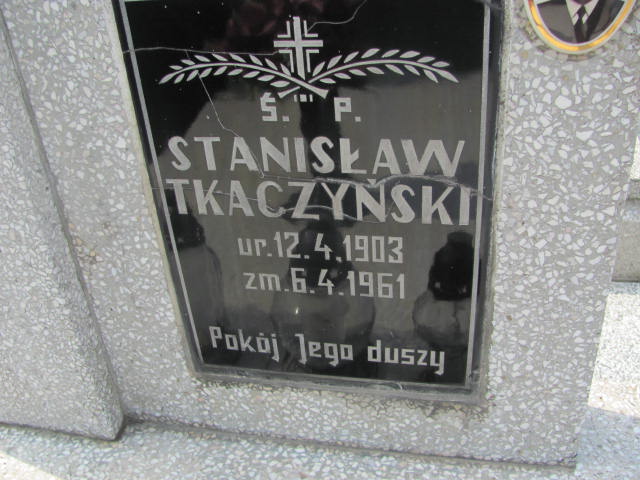 Ś. P.
STANISŁAW
TKACZYŃSKI
ur.12.4.1903
zm.6.4.1961
Pokój Jego duszy